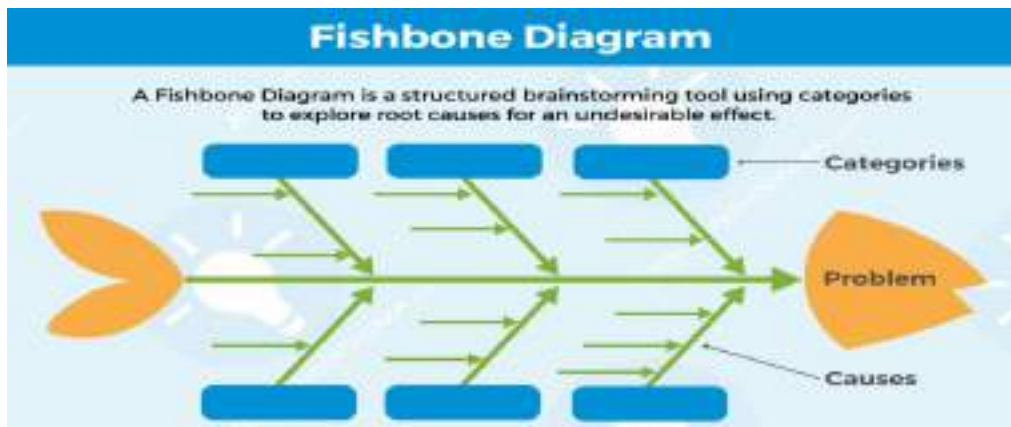 Fishbone Diagram
A Fishbone Diagram is a structured brainstorming tool using categories
to explore root causes for an undesirable effect.
Categories
Problem
Causes